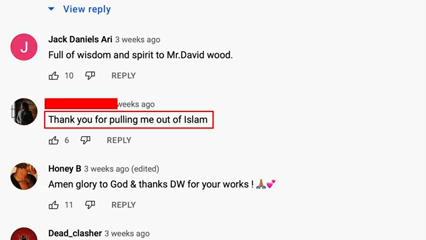 View reply
Jack Danels Ari 3 weeks ago
Full of wisdom and spirit to Mr.David wood.
10 REPLY
weeks ago
Thank you for pulling me out of Islam
6 REPLY
Honey B 3 weeks ago (edited)
Amen glory to God & thanks DW for your works ! 🙏🏽💕
11 REPLY
Dead_clasher 3 weeks ago